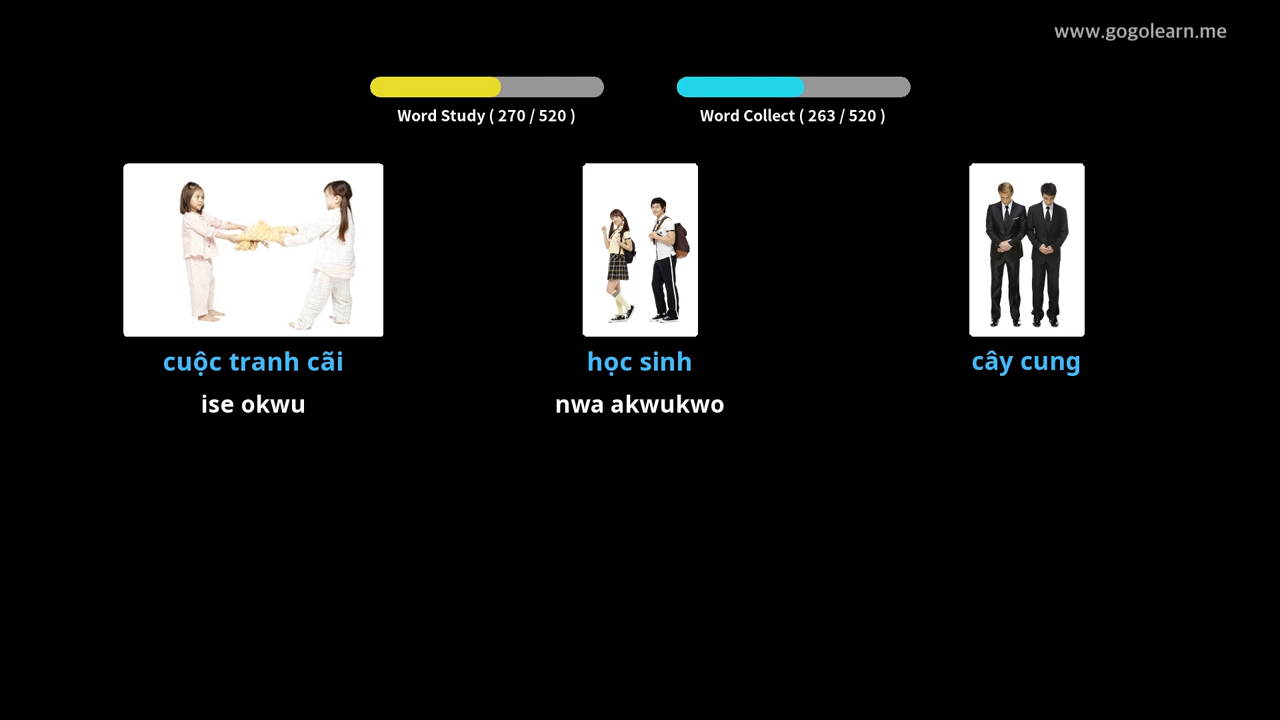 www.gogolearn.me
Word Study ( 270 / 520 )
Word Collect ( 263 / 520 )
cuộc tranh cãi
học sinh
cây cung
ise okwu
nwa akwukwo